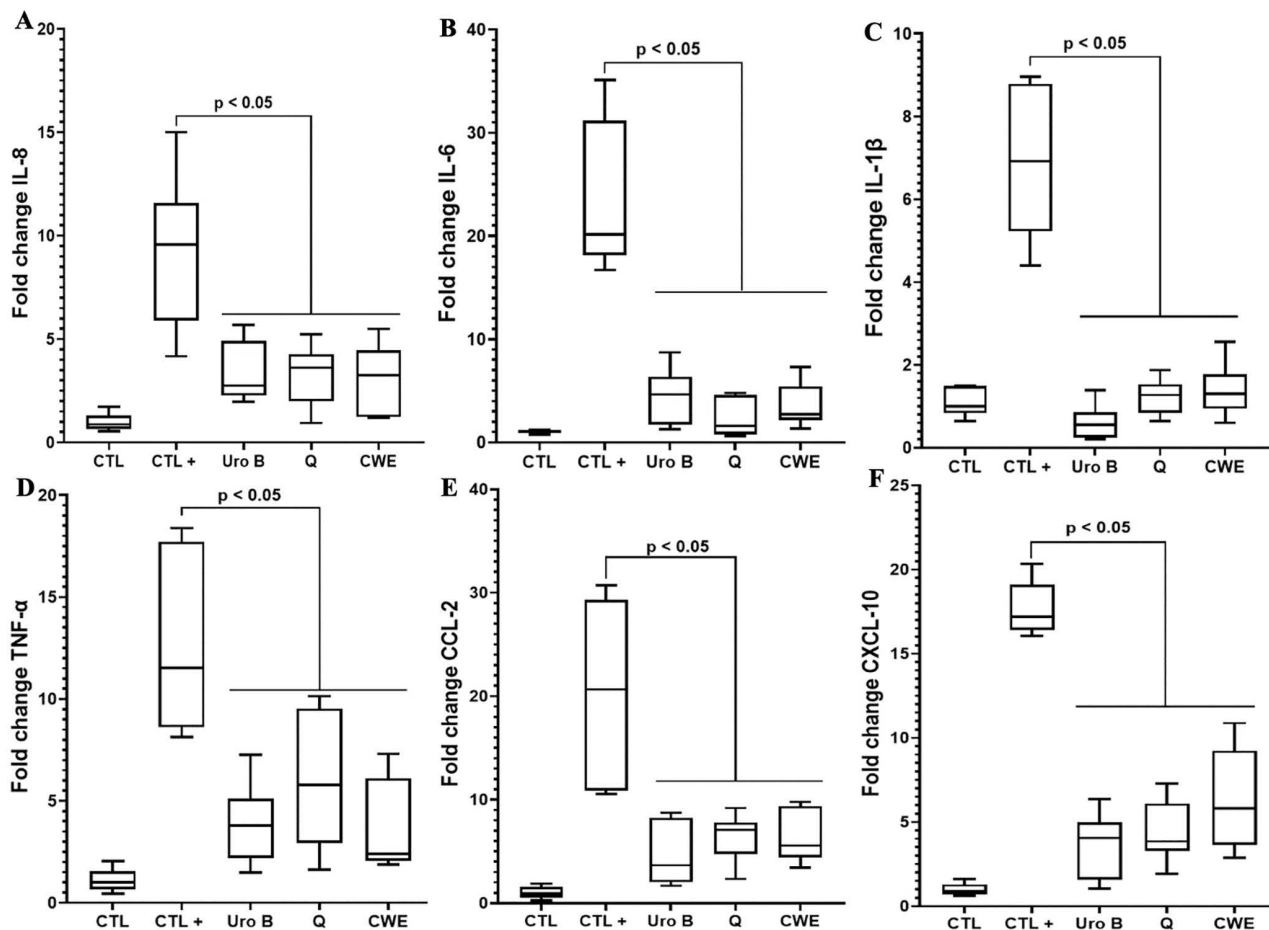 A
Fold change IL-8
20
15
10
5
0
p < 0.05
CTL CTL + Uro B Q CWE
B
Fold change IL-6
40
30
20
10
0
p < 0.05
CTL CTL + Uro B Q CWE
C
Fold change IL-1β
10
8
6
4
2
0
p < 0.05
CTL CTL + Uro B Q CWE
D
Fold change TNF-α
20
15
10
5
0
p < 0.05
CTL CTL + Uro B Q CWE
E
Fold change CCL-2
40
30
20
10
0
p < 0.05
CTL CTL + Uro B Q CWE
F
Fold change CXCL-10
25
20
15
10
5
0
p < 0.05
CTL CTL + Uro B Q CWE